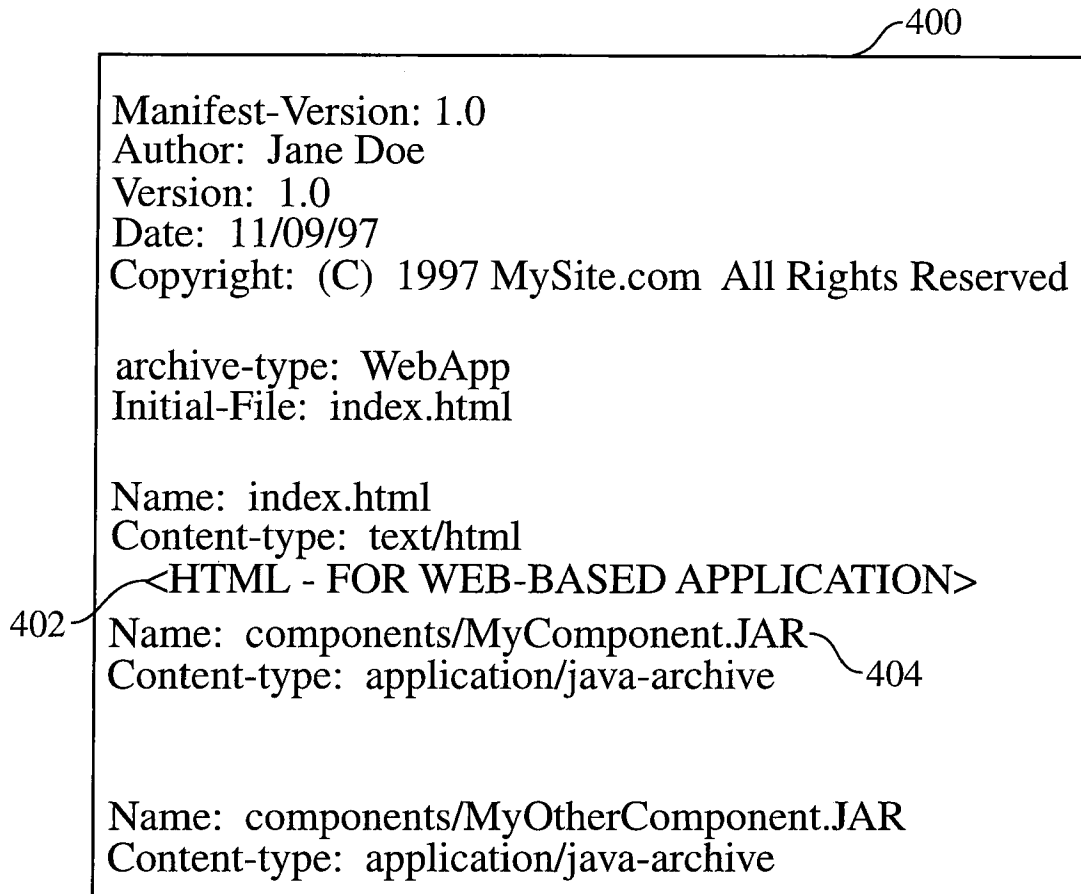 400
Manifest-Version: 1.0
Author: Jane Doe
Version: 1.0
Date: 11/09/97
Copyright: (C) 1997 MySite.com All Rights Reserved
archive-type: WebApp
Initial-File: index.html
Name: index.html
Content-type: text/html
<HTML - FOR WEB-BASED APPLICATION>
402
Name: components/MyComponent.JAR
Content-type: application/java-archive
404
Name: components/MyOtherComponent.JAR
Content-type: application/java-archive